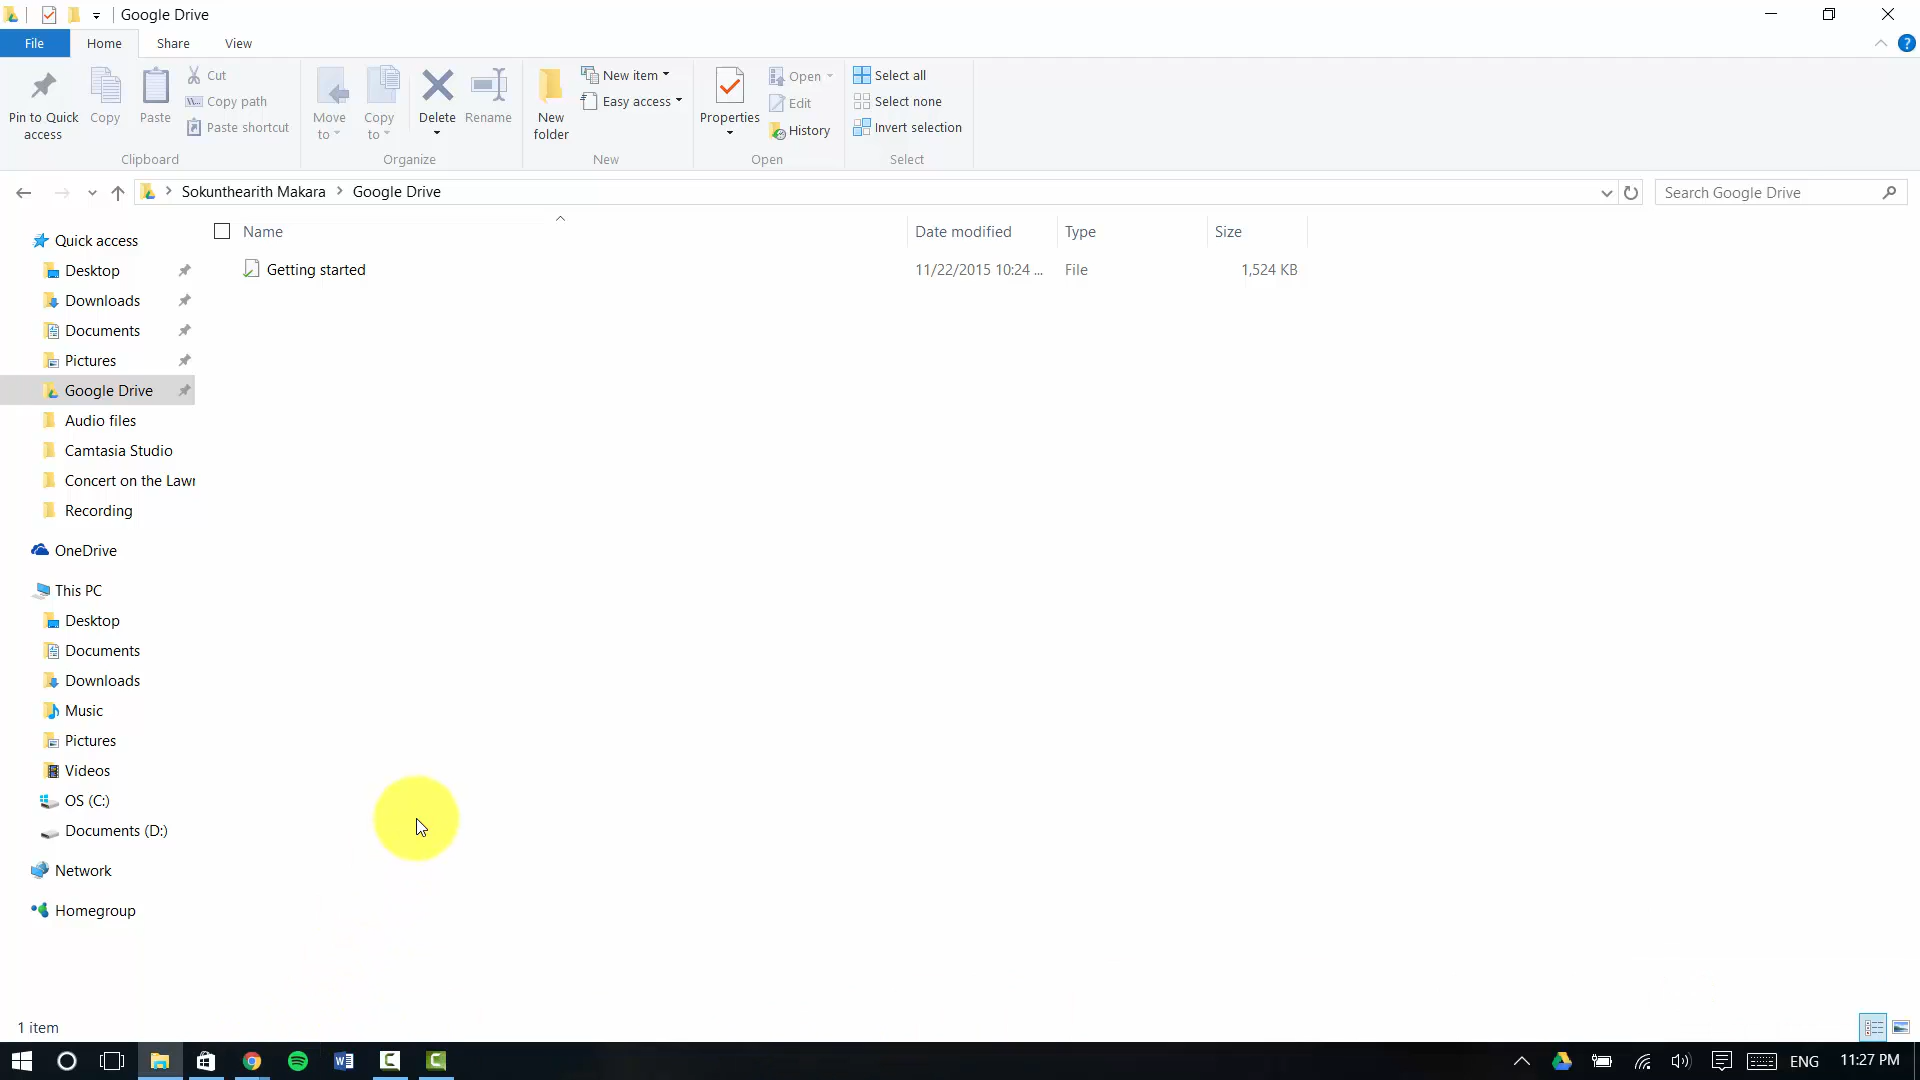 Google Drive
File Home Share View
Pin to Quick access
Copy
Paste
Cut
Copy path
Paste shortcut
Clipboard
Move to
Copy to
Delete
Rename
Organize
New folder
New item
Easy access
New
Properties
Open
Edit
History
Open
Select all
Select none
Invert selection
Select
Sokunthearith Makara Google Drive
Search Google Drive
Name Date modified Type Size
Getting started 11/22/2015 10:24 ... File 1,524 KB
Quick access
Desktop
Downloads
Documents
Pictures
Google Drive
Audio files
Camtasia Studio
Concert on the Lawn
Recording
OneDrive
This PC
Desktop
Documents
Downloads
Music
Pictures
Videos
OS (C:)
Documents (D:)
Network
Homegroup
1 item
ENG 11:27 PM